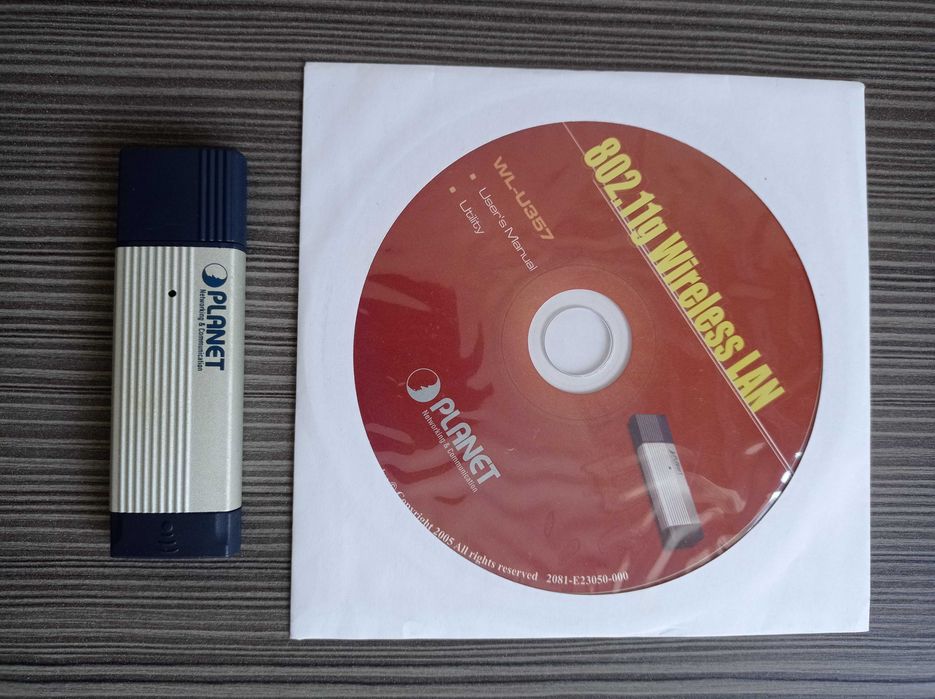 PLANET
Networking & Communication
802.11g Wireless LAN
WL-U357
User's Manual
Utility
PLANET
Networking & Communication
© Copyright 2005 All rights reserved 2081-E23050-000
PLANET